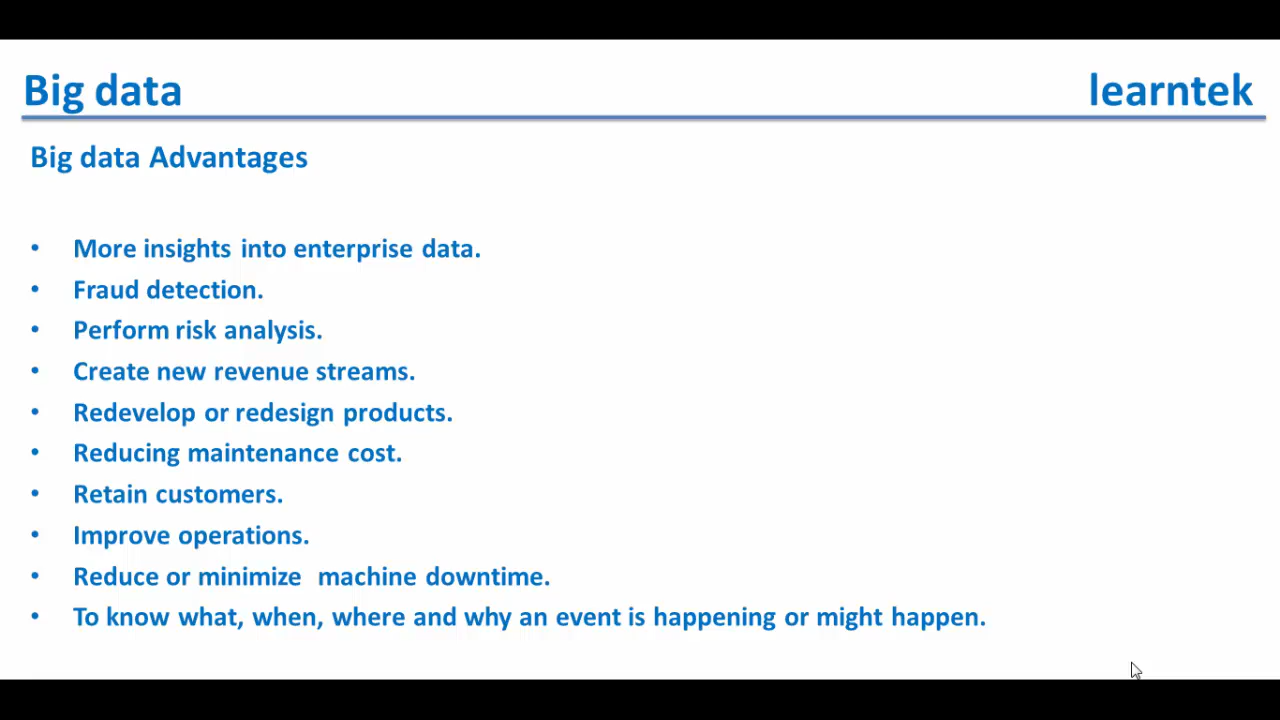 Big data learntek
Big data Advantages
• More insights into enterprise data.
• Fraud detection.
• Perform risk analysis.
• Create new revenue streams.
• Redevelop or redesign products.
• Reducing maintenance cost.
• Retain customers.
• Improve operations.
• Reduce or minimize  machine downtime.
• To know what, when, where and why an event is happening or might happen.